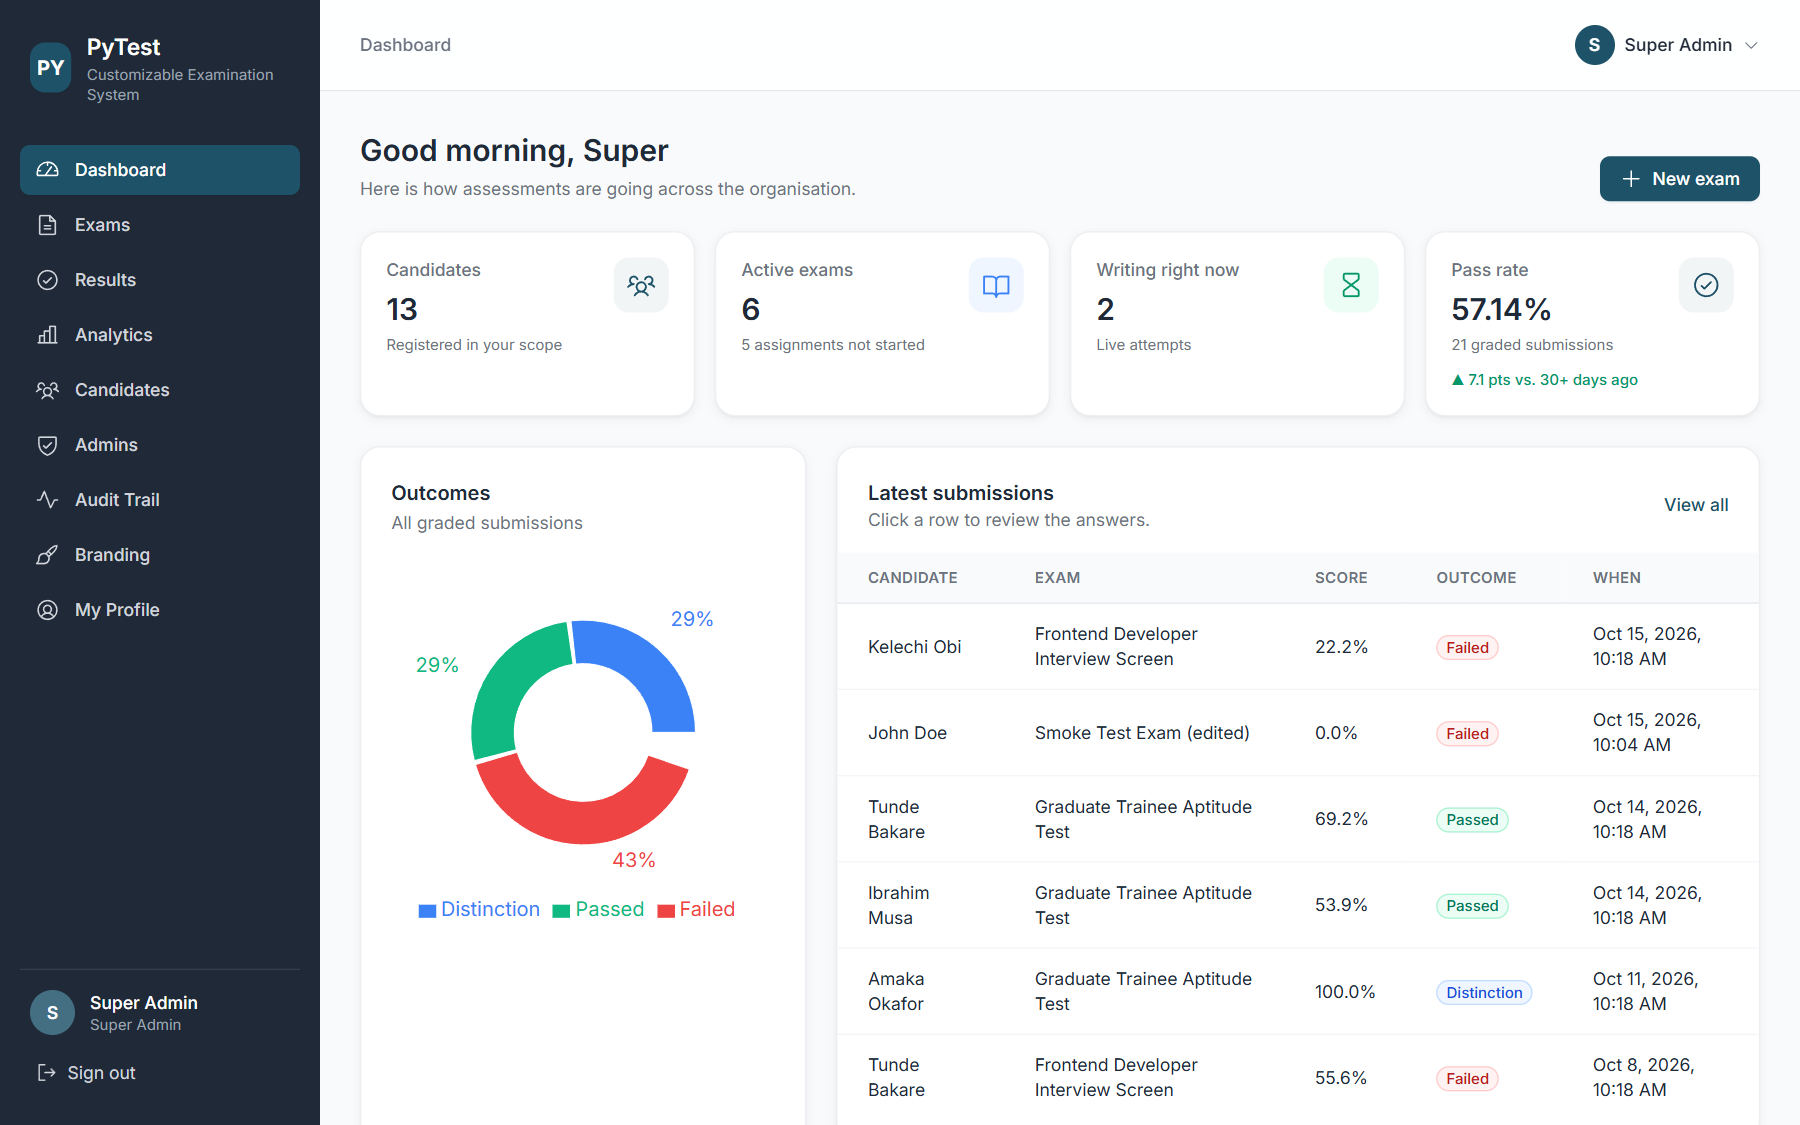 PY
PyTest
Customizable Examination
System
Dashboard
Exams
Results
Analytics
Candidates
Admins
Audit Trail
Branding
My Profile
S
Super Admin
Super Admin
Sign out
Dashboard
S
Super Admin
Good morning, Super
Here is how assessments are going across the organisation.
New exam
Candidates
13
Registered in your scope
Active exams
6
5 assignments not started
Writing right now
2
Live attempts
Pass rate
57.14%
21 graded submissions
▲ 7.1 pts vs. 30+ days ago
Outcomes
All graded submissions
29%
29%
43%
Distinction Passed Failed
Latest submissions
Click a row to review the answers.
View all
CANDIDATE EXAM SCORE OUTCOME WHEN
Kelechi Obi
Frontend Developer
Interview Screen
22.2%
Failed
Oct 15, 2026,
10:18 AM
John Doe
Smoke Test Exam (edited)
0.0%
Failed
Oct 15, 2026,
10:04 AM
Tunde
Bakare
Graduate Trainee Aptitude
Test
69.2%
Passed
Oct 14, 2026,
10:18 AM
Ibrahim
Musa
Graduate Trainee Aptitude
Test
53.9%
Passed
Oct 14, 2026,
10:18 AM
Amaka
Okafor
Graduate Trainee Aptitude
Test
100.0%
Distinction
Oct 11, 2026,
10:18 AM
Tunde
Bakare
Frontend Developer
Interview Screen
55.6%
Failed
Oct 8, 2026,
10:18 AM